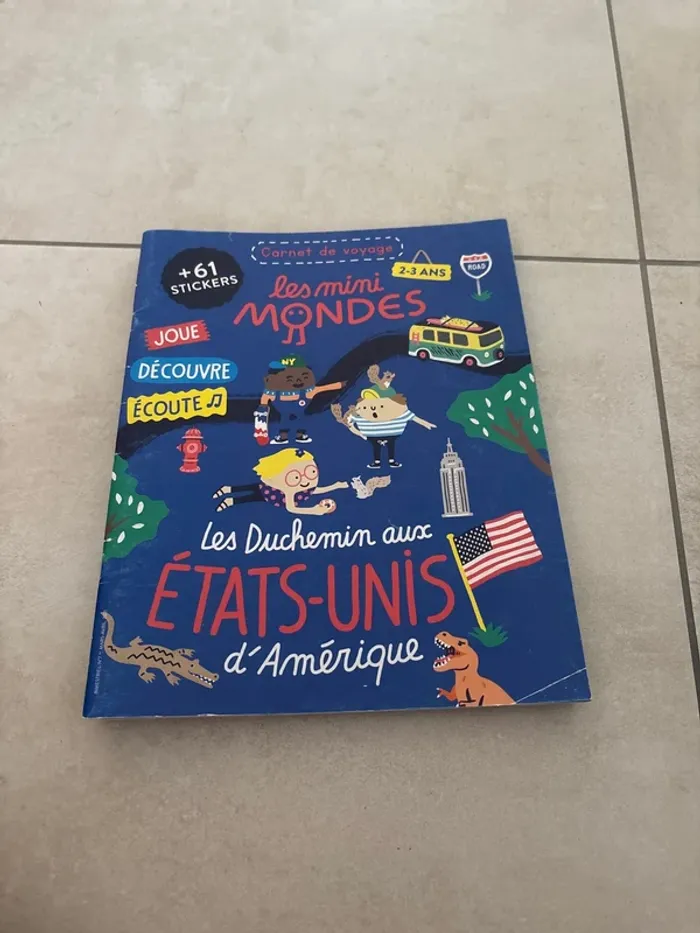 Carnet de voyage
+61
STICKERS
les mini
MONDES
2-3 ANS
ROAD
JOUE
DÉCOUVRE
ÉCOUTE
NY
Les Duchemin aux
ÉTATS-UNIS
d'Amérique